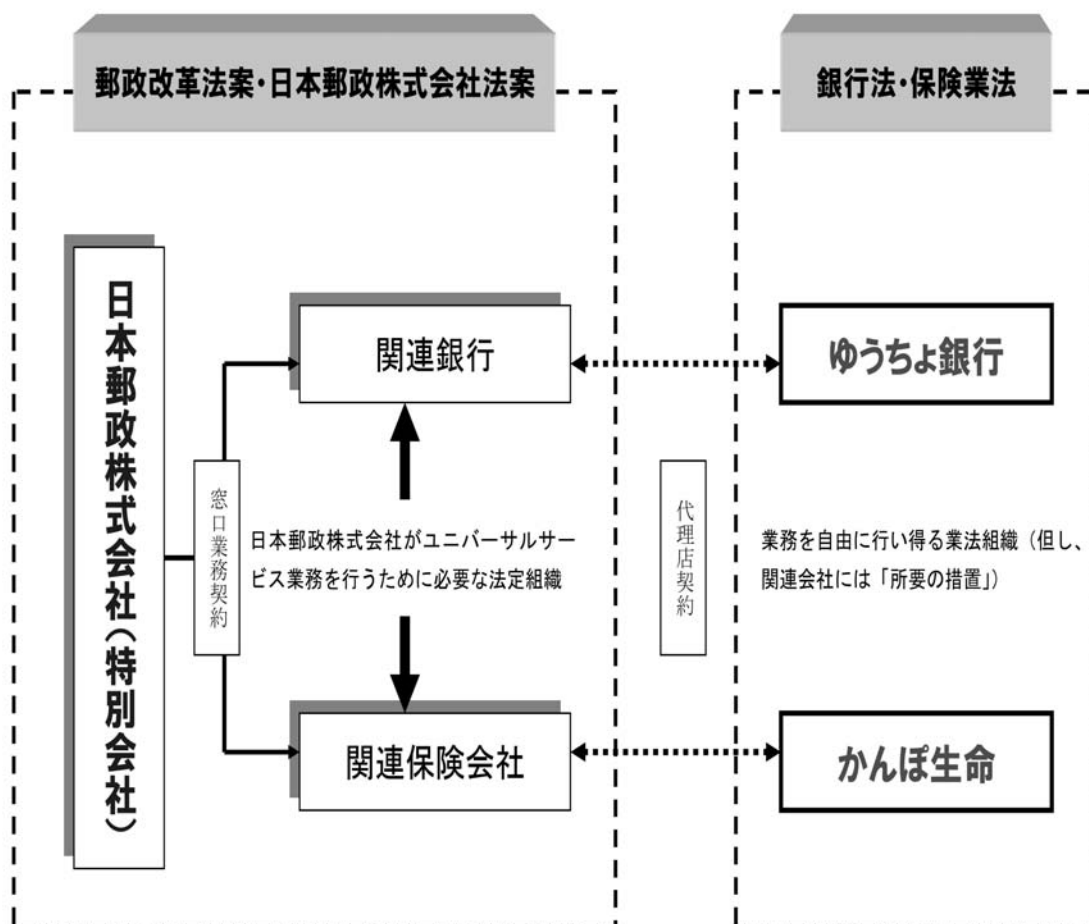 郵政改革法案・日本郵政株式会社法案
銀行法・保険業法
日本郵政株式会社（特別会社）
窓口業務契約
関連銀行
日本郵政株式会社がユニバーサルサー
ビス業務を行うために必要な法定組織
関連保険会社
代理店契約
ゆうちょ銀行
業務を自由に行い得る業法組織（但し、
関連会社には「所要の措置」）
かんぽ生命